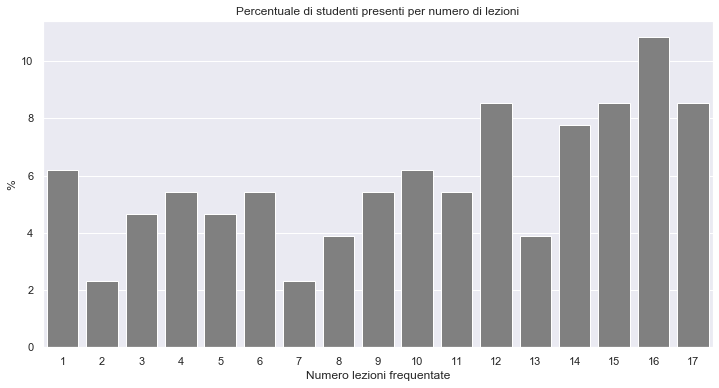 Percentuale di studenti presenti per numero di lezioni
10
8
6
4
2
0
%
1 2 3 4 5 6 7 8 9 10 11 12 13 14 15 16 17
Numero lezioni frequentate